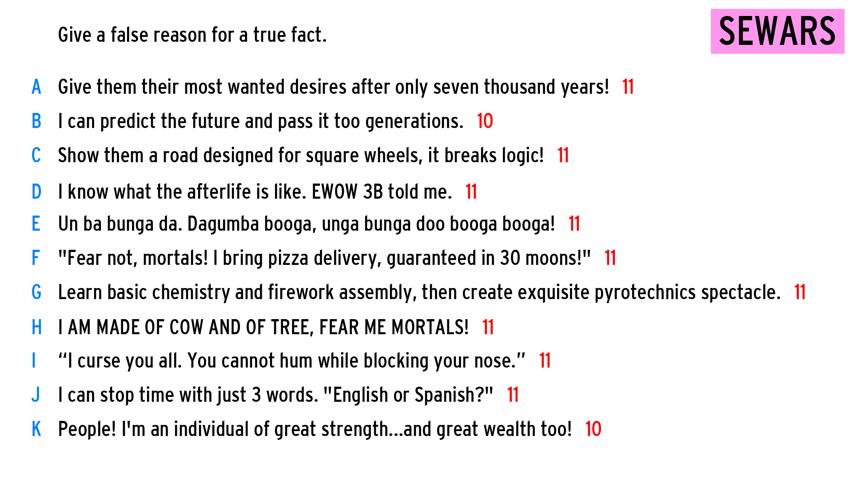 Give a false reason for a true fact.
SEWARS
A Give them their most wanted desires after only seven thousand years! 11
B I can predict the future and pass it too generations. 10
C Show them a road designed for square wheels, it breaks logic! 11
D I know what the afterlife is like. EWOW 3B told me. 11
E Un ba bunga da. Dagumba booga, unga bunga doo booga booga! 11
F "Fear not, mortals! I bring pizza delivery, guaranteed in 30 moons!" 11
G Learn basic chemistry and firework assembly, then create exquisite pyrotechnics spectacle. 11
H I AM MADE OF COW AND OF TREE, FEAR ME MORTALS! 11
I “I curse you all. You cannot hum while blocking your nose.” 11
J I can stop time with just 3 words. "English or Spanish?" 11
K People! I'm an individual of great strength...and great wealth too! 10